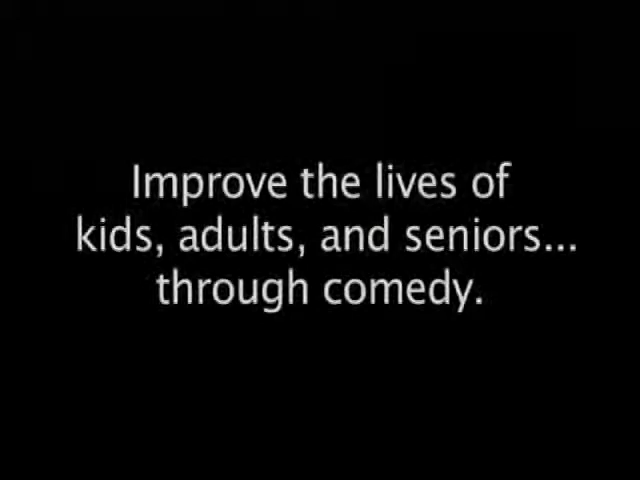 Improve the lives of
kids, adults, and seniors...
through comedy.